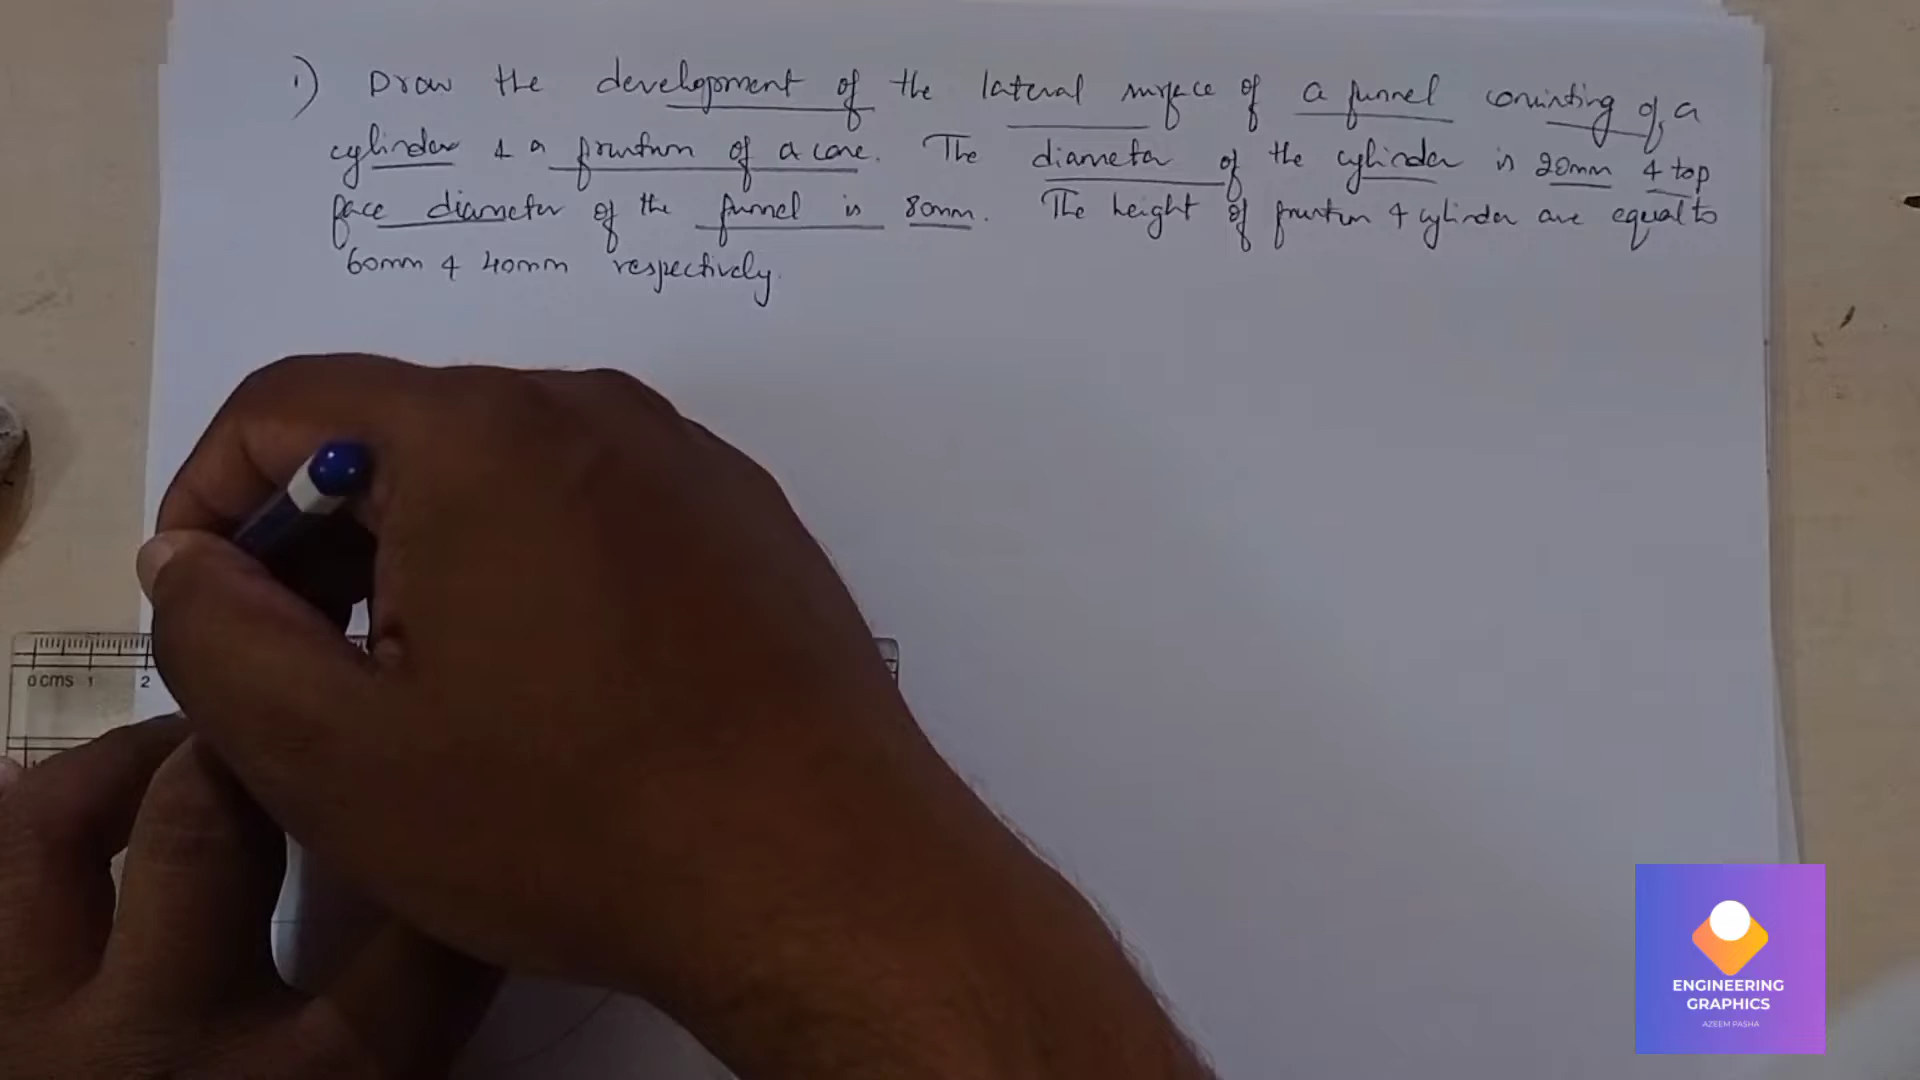 1) Draw the development of the lateral surface of a funnel consisting of a
cylinder & a frustum of a cone. The diameter of the cylinder is 20mm & top
face diameter of the funnel is 80mm. The height of frustum & cylinder are equal to
60mm & 40mm respectively.
0 cms 1 2
ENGINEERING
GRAPHICS
AZEEM PASHA